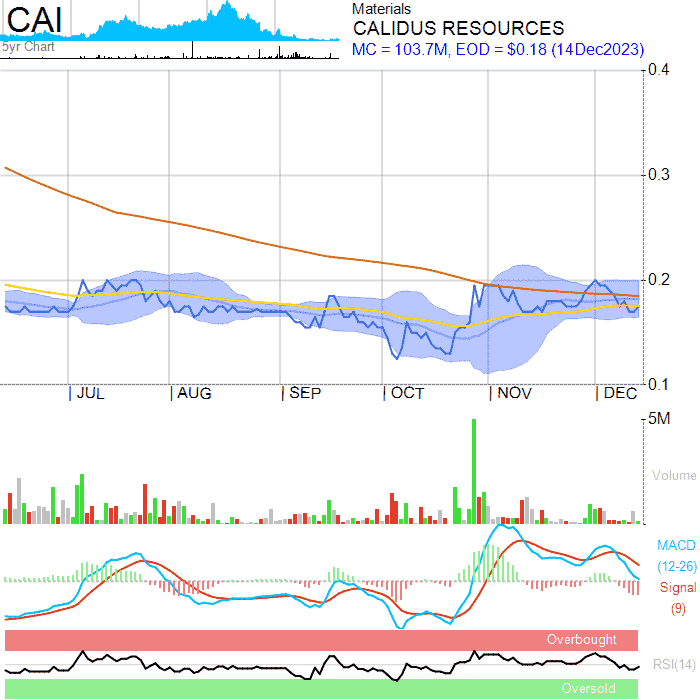 CAI
5yr Chart
Materials
CALIDUS RESOURCES
MC = 103.7M, EOD = $0.18 (14Dec2023)
0.4
0.3
0.2
0.1
JUL
AUG
SEP
OCT
NOV
DEC
5M
Volume
MACD
(12-26)
Signal
(9)
Overbought
RSI(14)
Oversold